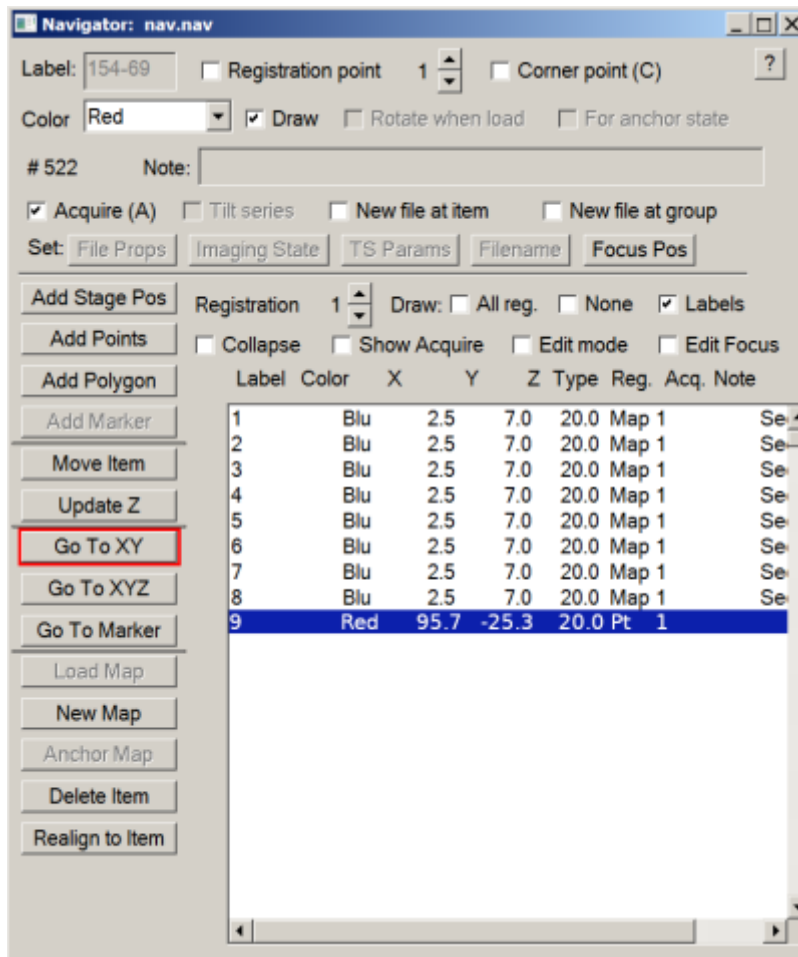 Navigator: nav.nav
Label: 154-69 Registration point 1 Corner point (C) ?
Color Red Draw Rotate when load For anchor state
# 522 Note:
Acquire (A) Tilt series New file at item New file at group
Set: File Props Imaging State TS Params Filename Focus Pos
Add Stage Pos Registration 1 Draw: All reg. None Labels
Add Points Collapse Show Acquire Edit mode Edit Focus
Add Polygon Label Color X Y Z Type Reg. Acq. Note
Add Marker
Move Item
Update Z
Go To XY
Go To XYZ
Go To Marker
Load Map
New Map
Anchor Map
Delete Item
Realign to Item
1 Blu 2.5 7.0 20.0 Map 1 Se
2 Blu 2.5 7.0 20.0 Map 1 Se
3 Blu 2.5 7.0 20.0 Map 1 Se
4 Blu 2.5 7.0 20.0 Map 1 Se
5 Blu 2.5 7.0 20.0 Map 1 Se
6 Blu 2.5 7.0 20.0 Map 1 Se
7 Blu 2.5 7.0 20.0 Map 1 Se
8 Blu 2.5 7.0 20.0 Map 1 Se
9 Red 95.7 -25.3 20.0 Pt 1